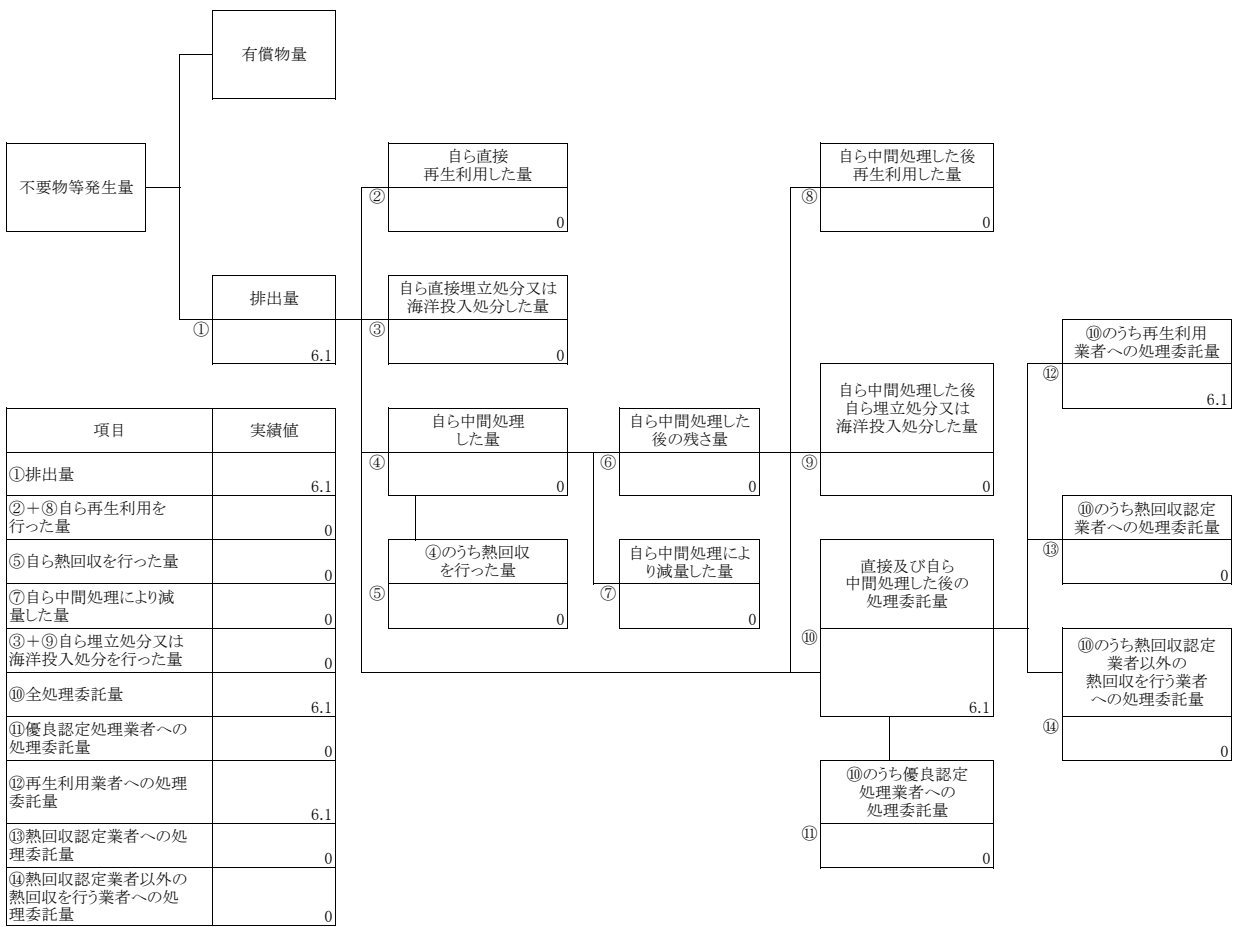 有償物量
不要物等発生量
排出量
①
6.1
自ら直接
再生利用した量
②
0
自ら直接埋立処分又は
海洋投入処分した量
③
0
自ら中間処理
した量
④
0
④のうち熱回収
を行った量
⑤
0
自ら中間処理した
後の残さ量
⑥
0
自ら中間処理によ
り減量した量
⑦
0
自ら中間処理した後
再生利用した量
⑧
0
自ら中間処理した後
自ら埋立処分又は
海洋投入処分した量
⑨
0
直接及び自ら
中間処理した後の
処理委託量
⑩
6.1
⑩のうち優良認定
処理業者への
処理委託量
⑪
0
⑩のうち再生利用
業者への処理委託量
⑫
6.1
⑩のうち熱回収認定
業者への処理委託量
⑬
0
⑩のうち熱回収認定
業者以外の
熱回収を行う業者
への処理委託量
⑭
0
項目 実績値
①排出量
6.1
②＋⑧自ら再生利用を
行った量
0
⑤自ら熱回収を行った量
0
⑦自ら中間処理により減
量した量
0
③＋⑨自ら埋立処分又は
海洋投入処分を行った量
0
⑩全処理委託量
6.1
⑪優良認定処理業者への
処理委託量
0
⑫再生利用業者への処理
委託量
6.1
⑬熱回収認定業者への処
理委託量
0
⑭熱回収認定業者以外の
熱回収を行う業者への処
理委託量
0